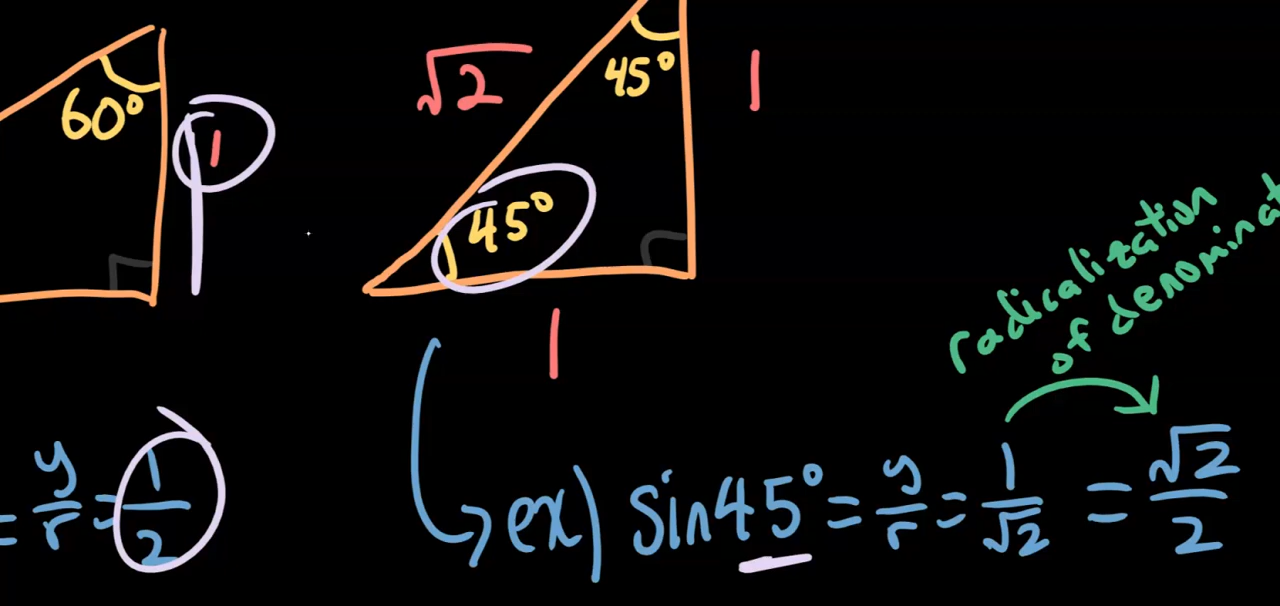 60°
1
√2
45°
1
45°
1
radicalization
of denominat
= y/r = 1/2
ex) sin45° = y/r = 1/√2 = √2/2